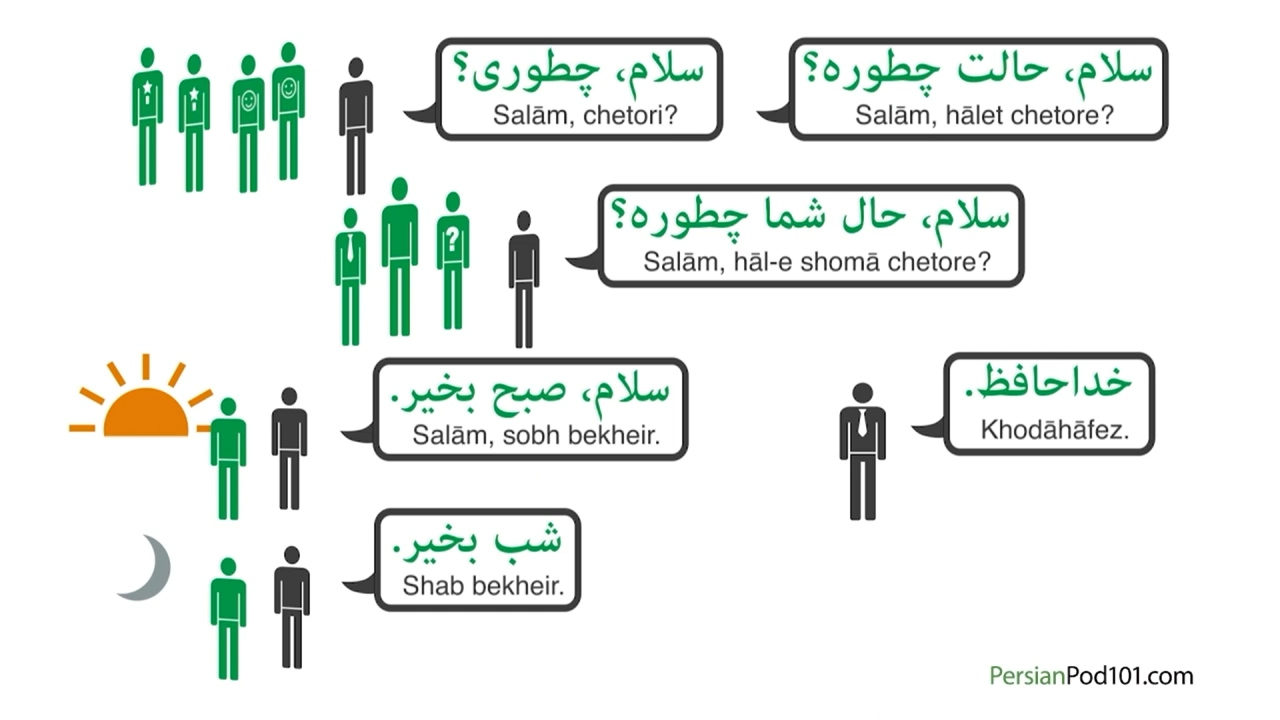 سلام، چطوری؟
Salām, chetori?
سلام، حالت چطوره؟
Salām, hālet chetore?
سلام، حال شما چطوره؟
Salām, hāl-e shomā chetore?
?
سلام، صبح بخیر.
Salām, sobh bekheir.
خداحافظ.
Khodāhāfez.
شب بخیر.
Shab bekheir.
PersianPod101.com